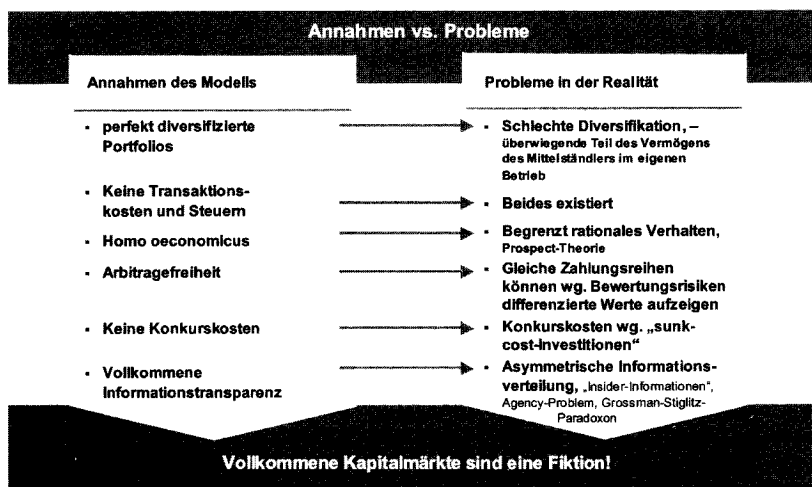 Annahmen vs. Probleme
Annahmen des Modells
▪ perfekt diversifizierte
Portfolios
▪ Keine Transaktions-
kosten und Steuern
▪ Homo oeconomicus
▪ Arbitragefreiheit
▪ Keine Konkurskosten
▪ Vollkommene
Informationstransparenz
Probleme in der Realität
▪ Schlechte Diversifikation, –
überwiegende Teil des Vermögens
des Mittelständlers im eigenen
Betrieb
▪ Beides existiert
▪ Begrenzt rationales Verhalten,
Prospect-Theorie
▪ Gleiche Zahlungsreihen
können wg. Bewertungsrisiken
differenzierte Werte aufzeigen
▪ Konkurskosten wg. „sunk-
cost-Investitionen“
▪ Asymmetrische Informations-
verteilung, „Insider-Informationen“,
Agency-Problem, Grossman-Stiglitz-
Paradoxon
Vollkommene Kapitalmärkte sind eine Fiktion!